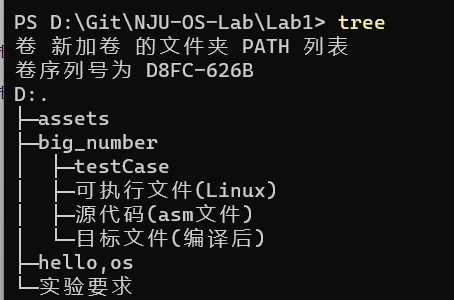 PS D:\Git\NJU-OS-Lab\Lab1> tree
卷 新加卷 的文件夹 PATH 列表
卷序列号为 D8FC-626B
D:.
├─assets
├─big_number
│  ├─testCase
│  ├─可执行文件(Linux)
│  ├─源代码(asm文件)
│  └─目标文件(编译后)
├─hello,os
└─实验要求